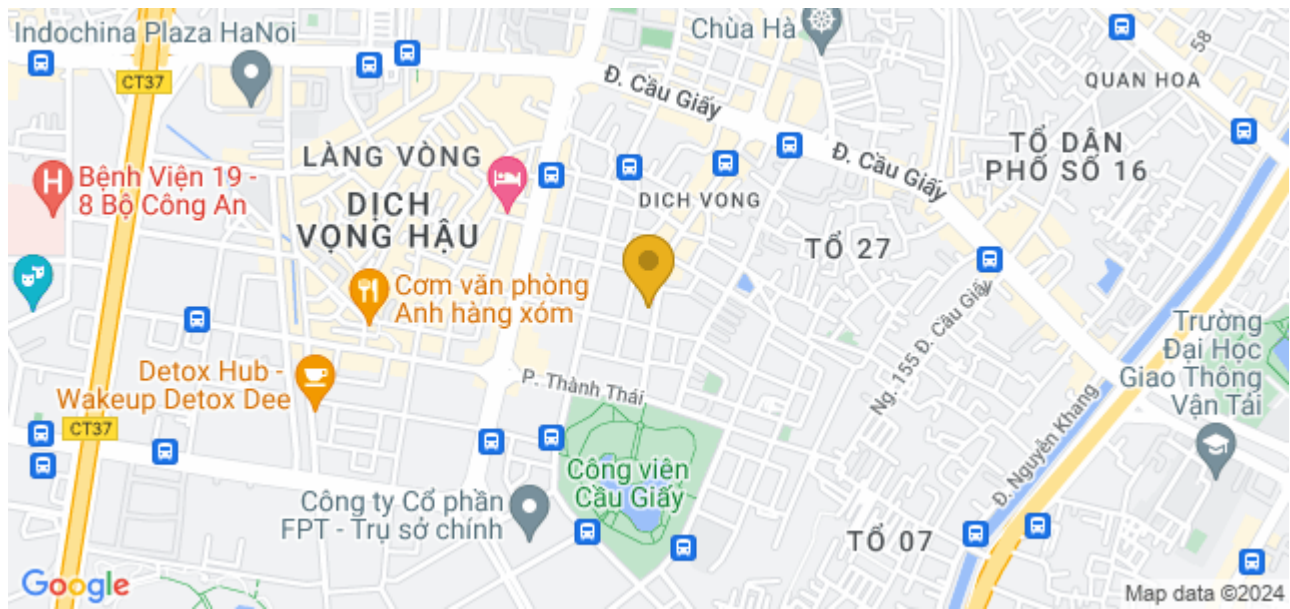 Indochina Plaza HaNoi
CT37
Đ. Cầu Giấy
Chùa Hà
58
QUAN HOA
TỔ DÂN
PHỐ SỐ 16
LÀNG VÒNG
Bệnh Viện 19 -
8 Bộ Công An
DỊCH
VỌNG HẬU
DICH VONG
Đ. Cầu Giấy
TỔ 27
Cơm văn phòng
Anh hàng xóm
Ng. 155 Đ. Cầu Giấy
Trường
Đại Học
Giao Thông
Vận Tải
Detox Hub -
Wakeup Detox Dee
P. Thành Thái
CT37
Đ. Nguyễn Khang
Công viên
Cầu Giấy
Công ty Cổ phần
FPT - Trụ sở chính
TỔ 07
Google
Map data ©2024